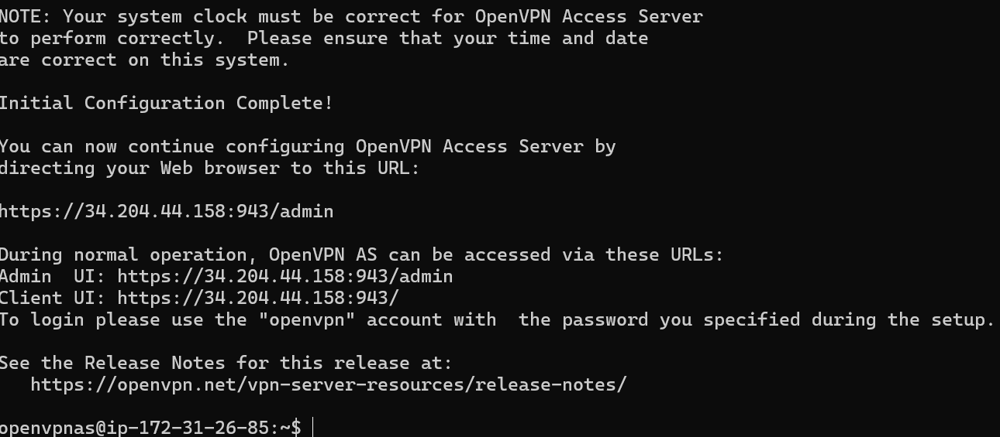 NOTE: Your system clock must be correct for OpenVPN Access Server
to perform correctly.  Please ensure that your time and date
are correct on this system.

Initial Configuration Complete!

You can now continue configuring OpenVPN Access Server by
directing your Web browser to this URL:

https://34.204.44.158:943/admin

During normal operation, OpenVPN AS can be accessed via these URLs:
Admin  UI: https://34.204.44.158:943/admin
Client UI: https://34.204.44.158:943/
To login please use the "openvpn" account with  the password you specified during the setup.

See the Release Notes for this release at:
   https://openvpn.net/vpn-server-resources/release-notes/

openvpnas@ip-172-31-26-85:~$